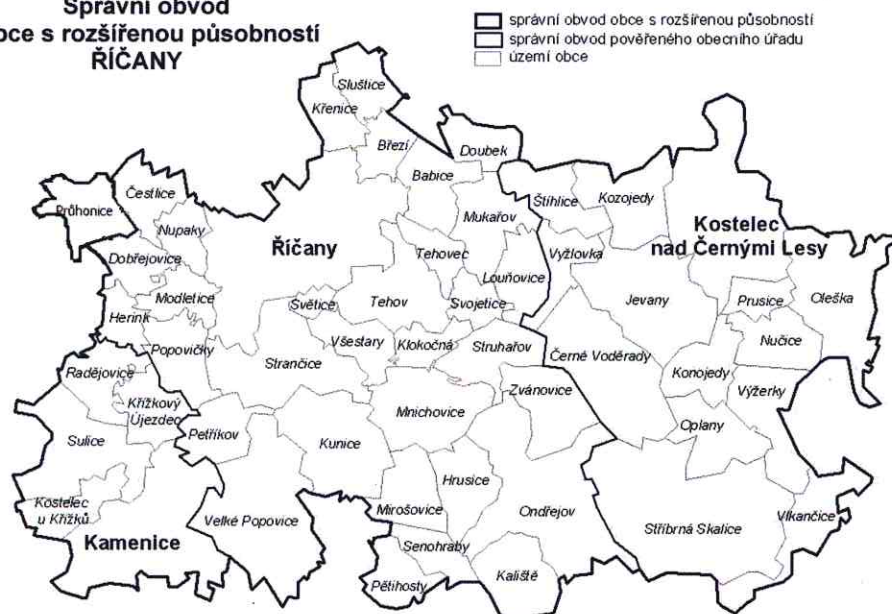 Správní obvod
obce s rozšířenou působností
ŘÍČANY
správní obvod obce s rozšířenou působností
správní obvod pověřeného obecního úřadu
území obce
Sluštice
Křenice
Březí
Doubek
Babice
Čestlice
Průhonice
Nupaky
Mukařov
Štíhlice
Kozojedy
Kostelec
nad Černými Lesy
Říčany
Dobřejovice
Tehovec
Vyžlovka
Louňovice
Modletice
Herink
Světice
Tehov
Svojetice
Jevany
Prusice
Oleška
Popovičky
Všestary
Klokočná
Struhařov
Nučice
Strančice
Černé Voděrady
Radějovice
Konojedy
Křížkový
Újezdec
Zvánovice
Výžerky
Mnichovice
Petříkov
Sulice
Kunice
Oplany
Hrusice
Kostelec
u Křížků
Velké Popovice
Mirošovice
Ondřejov
Stříbrná Skalice
Vlkančice
Kamenice
Senohraby
Kaliště
Pětihosty